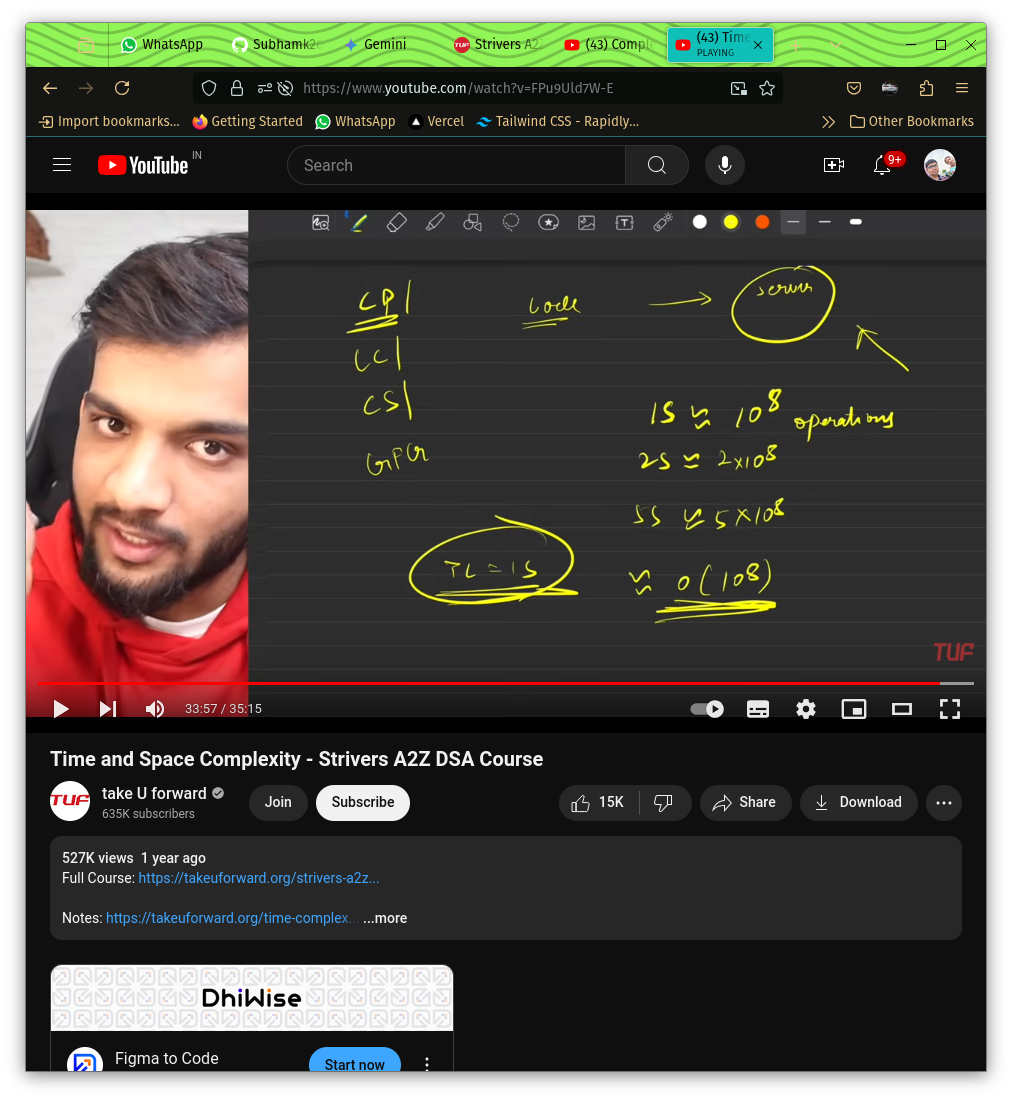 WhatsApp
Subhamk2
Gemini
Strivers A2
(43) Compl
(43) Time
PLAYING
https://www.youtube.com/watch?v=FPu9Uld7W-E
Import bookmarks...
Getting Started
WhatsApp
Vercel
Tailwind CSS - Rapidly...
Other Bookmarks
YouTube IN
Search
9+
CP|
code
server
CC|
CS|
GFG
1S ≈ 10^8 operations
2S ≈ 2×10^8
5S ≈ 5×10^8
TL = 1S
≈ O(10^8)
TUF
33:57 / 35:15
Time and Space Complexity - Strivers A2Z DSA Course
TUF
take U forward
635K subscribers
Join
Subscribe
15K
Share
Download
527K views 1 year ago
Full Course: https://takeuforward.org/strivers-a2z...
Notes: https://takeuforward.org/time-complex... ...more
DhiWise
Figma to Code
Start now